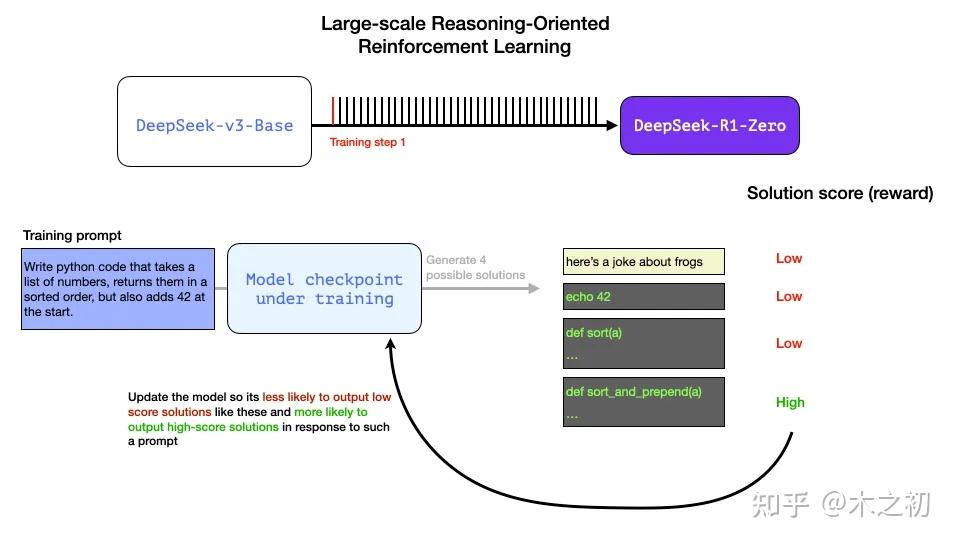 Large-scale Reasoning-Oriented
Reinforcement Learning
DeepSeek-v3-Base
Training step 1
DeepSeek-R1-Zero
Solution score (reward)
Training prompt
Write python code that takes a
list of numbers, returns them in a
sorted order, but also adds 42 at
the start.
Model checkpoint
under training
Generate 4
possible solutions
here's a joke about frogs
Low
echo 42
Low
def sort(a)
...
Low
def sort_and_prepend(a)
...
High
Update the model so its less likely to output low
score solutions like these and more likely to
output high-score solutions in response to such
a prompt
知乎 @木之初